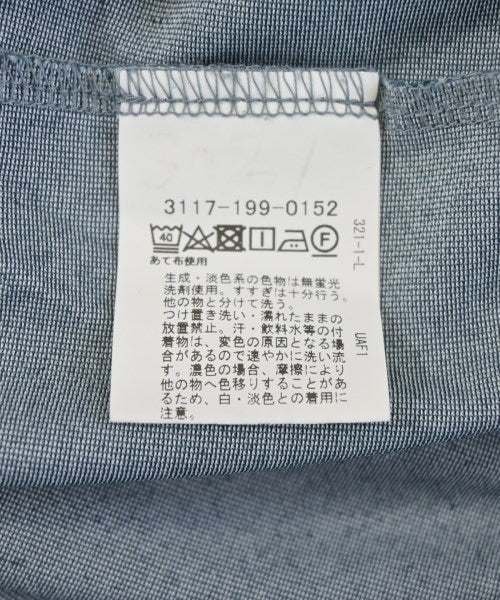 3117-199-0152
40
F
あて布使用
生成・淡色系の色物は無蛍光
洗剤使用。すすぎは十分行う。
他の物と分けて洗う。
つけ置き洗い・濡れたままの
放置禁止。汗・飲料水等の付
着物は、変色の原因となる場
合があるので速やかに洗い流
す。濃色の場合、摩擦により
他の物へ色移りすることがあ
るため、白・淡色との着用に
注意。
321-1-L
UAF1